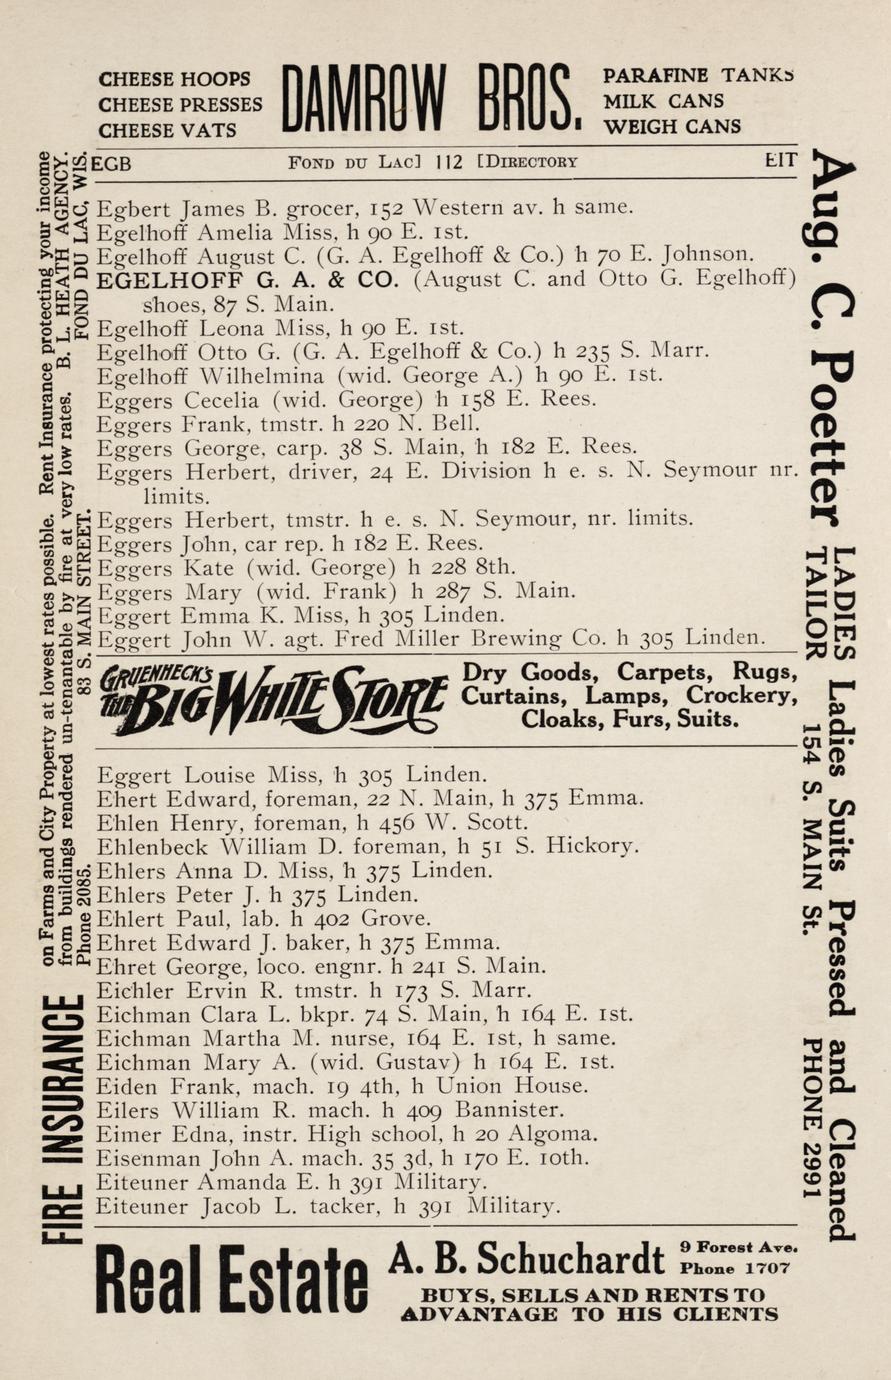 CHEESE HOOPS
CHEESE PRESSES
CHEESE VATS
DAMROW BROS.
PARAFINE TANKS
MILK CANS
WEIGH CANS
EGB FOND DU LAC] 112 [DIRECTORY EIT
Egbert James B. grocer, 152 Western av. h same.
Egelhoff Amelia Miss, h 90 E. 1st.
Egelhoff August C. (G. A. Egelhoff & Co.) h 70 E. Johnson.
EGELHOFF G. A. & CO. (August C. and Otto G. Egelhoff)
shoes, 87 S. Main.
Egelhoff Leona Miss, h 90 E. 1st.
Egelhoff Otto G. (G. A. Egelhoff & Co.) h 235 S. Marr.
Egelhoff Wilhelmina (wid. George A.) h 90 E. 1st.
Eggers Cecelia (wid. George) h 158 E. Rees.
Eggers Frank, tmstr. h 220 N. Bell.
Eggers George, carp. 38 S. Main, h 182 E. Rees.
Eggers Herbert, driver, 24 E. Division h e. s. N. Seymour nr.
limits.
Eggers Herbert, tmstr. h e. s. N. Seymour, nr. limits.
Eggers John, car rep. h 182 E. Rees.
Eggers Kate (wid. George) h 228 8th.
Eggers Mary (wid. Frank) h 287 S. Main.
Eggert Emma K. Miss, h 305 Linden.
Eggert John W. agt. Fred Miller Brewing Co. h 305 Linden.
GRUENHECK'S
THE BIG WHITE STORE
Dry Goods, Carpets, Rugs,
Curtains, Lamps, Crockery,
Cloaks, Furs, Suits.
Eggert Louise Miss, h 305 Linden.
Ehert Edward, foreman, 22 N. Main, h 375 Emma.
Ehlen Henry, foreman, h 456 W. Scott.
Ehlenbeck William D. foreman, h 51 S. Hickory.
Ehlers Anna D. Miss, h 375 Linden.
Ehlers Peter J. h 375 Linden.
Ehlert Paul, lab. h 402 Grove.
Ehret Edward J. baker, h 375 Emma.
Ehret George, loco. engnr. h 241 S. Main.
Eichler Ervin R. tmstr. h 173 S. Marr.
Eichman Clara L. bkpr. 74 S. Main, h 164 E. 1st.
Eichman Martha M. nurse, 164 E. 1st, h same.
Eichman Mary A. (wid. Gustav) h 164 E. 1st.
Eiden Frank, mach. 19 4th, h Union House.
Eilers William R. mach. h 409 Bannister.
Eimer Edna, instr. High school, h 20 Algoma.
Eisenman John A. mach. 35 3d, h 170 E. 10th.
Eiteuner Amanda E. h 391 Military.
Eiteuner Jacob L. tacker, h 391 Military.
Real Estate
A. B. Schuchardt
9 Forest Ave.
Phone 1707
BUYS, SELLS AND RENTS TO
ADVANTAGE TO HIS CLIENTS
FIRE INSURANCE
on Farms and City Property at lowest rates possible. Rent Insurance protecting your income
from buildings rendered un-tenantable by fire at very low rates. B. L. HEATH AGENCY.
Phone 2085. 83 S. MAIN STREET. FOND DU LAC, WIS.
Aug. C. Poetter
LADIES
TAILOR
Ladies Suits Pressed and Cleaned
154 S. MAIN St. PHONE 2991